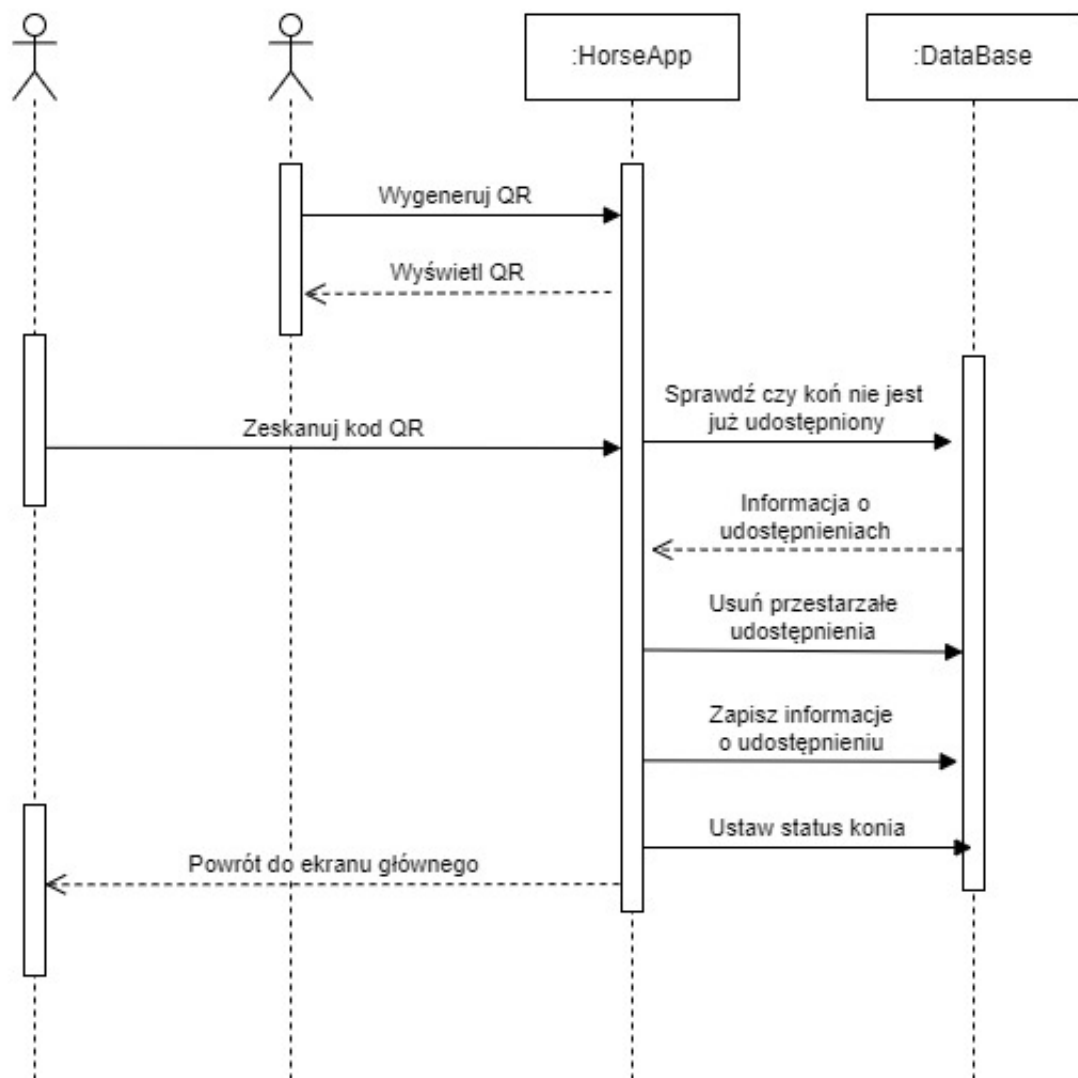 :HorseApp
:DataBase
Wygeneruj QR
Wyświetl QR
Sprawdź czy koń nie jest
już udostępniony
Zeskanuj kod QR
Informacja o
udostępnieniach
Usuń przestarzałe
udostępnienia
Zapisz informacje
o udostępnieniu
Ustaw status konia
Powrót do ekranu głównego